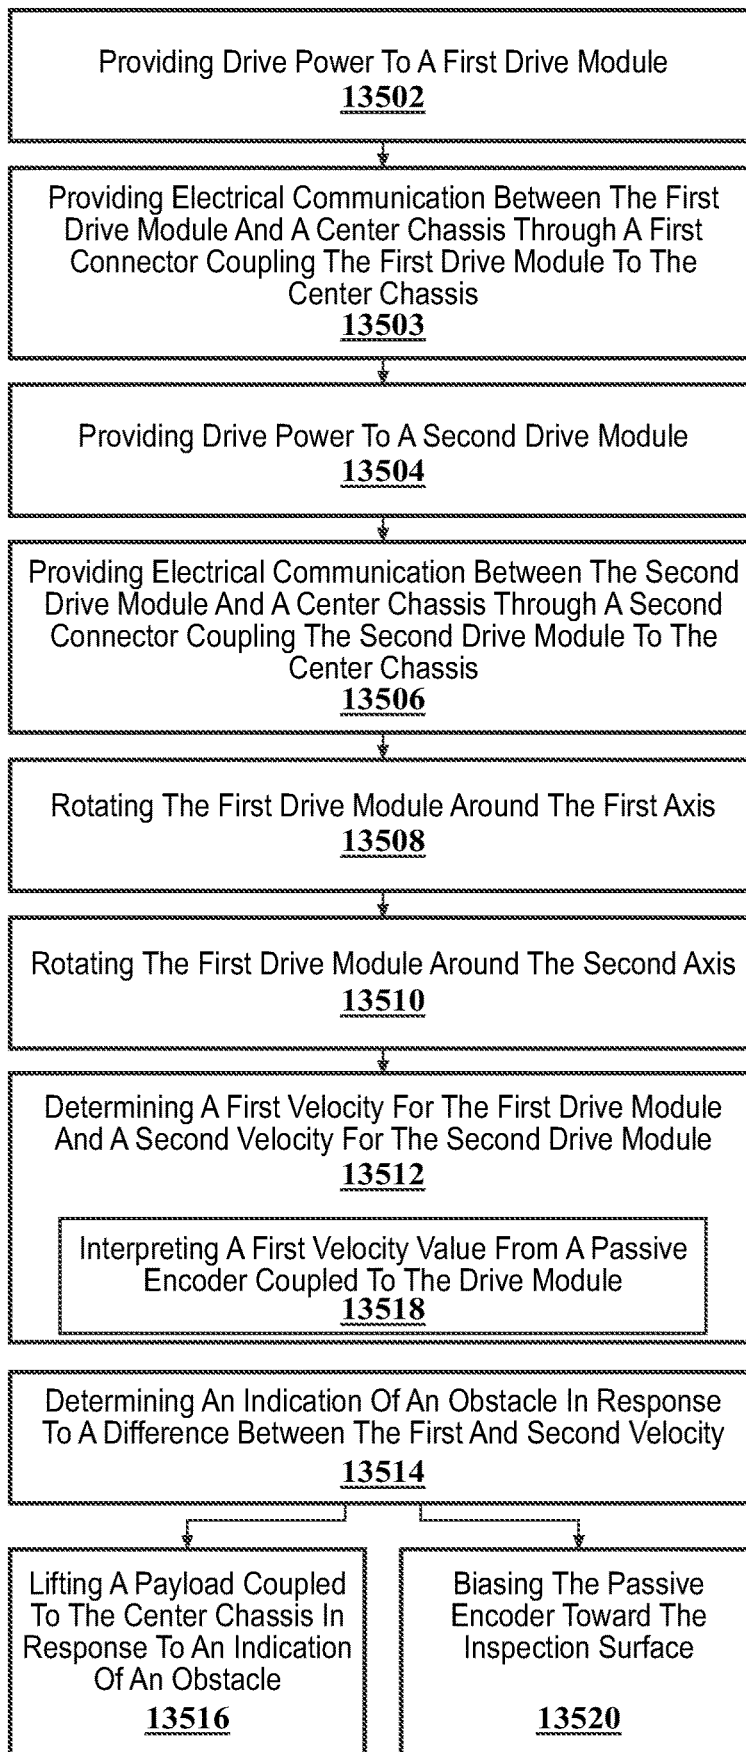 Providing Drive Power To A First Drive Module
13502
Providing Electrical Communication Between The First
Drive Module And A Center Chassis Through A First
Connector Coupling The First Drive Module To The
Center Chassis
13503
Providing Drive Power To A Second Drive Module
13504
Providing Electrical Communication Between The Second
Drive Module And A Center Chassis Through A Second
Connector Coupling The Second Drive Module To The
Center Chassis
13506
Rotating The First Drive Module Around The First Axis
13508
Rotating The First Drive Module Around The Second Axis
13510
Determining A First Velocity For The First Drive Module
And A Second Velocity For The Second Drive Module
13512
Interpreting A First Velocity Value From A Passive
Encoder Coupled To The Drive Module
13518
Determining An Indication Of An Obstacle In Response
To A Difference Between The First And Second Velocity
13514
Lifting A Payload Coupled
To The Center Chassis In
Response To An Indication
Of An Obstacle
13516
Biasing The Passive
Encoder Toward The
Inspection Surface
13520